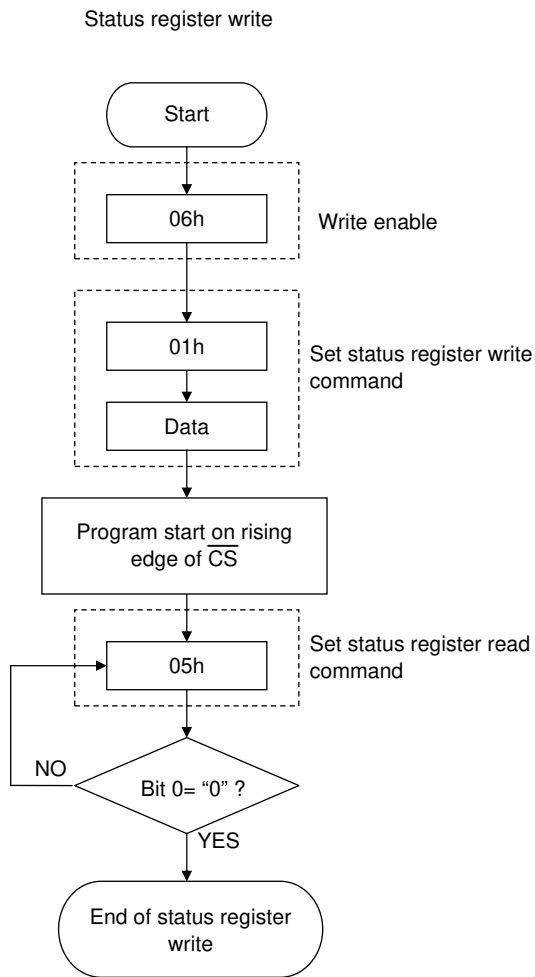 Status register write
Start
06h
Write enable
01h
Set status register write
command
Data
Program start on rising
edge of C̅S̅
Set status register read
command
05h
NO
Bit 0= “0” ?
YES
End of status register
write